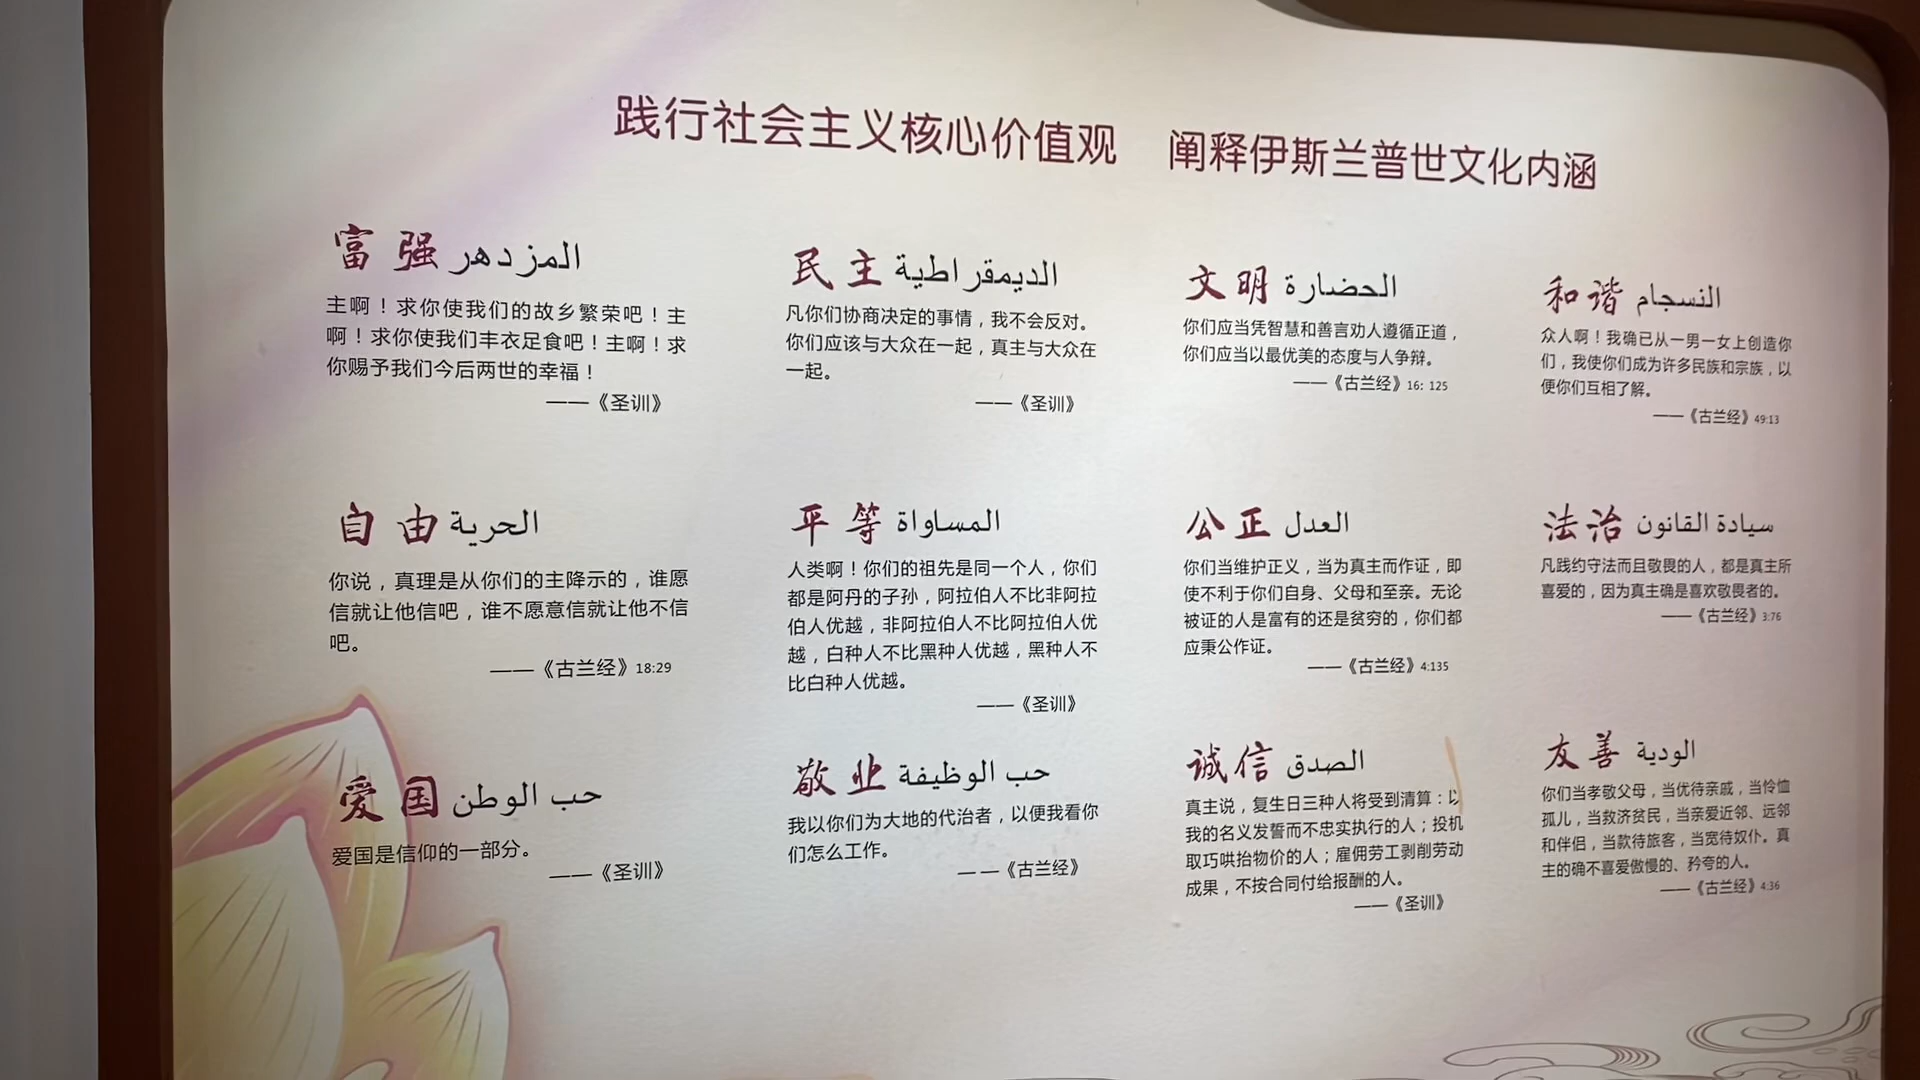 践行社会主义核心价值观 阐释伊斯兰普世文化内涵
富强 المزدهر
主啊！求你使我们的故乡繁荣吧！主
啊！求你使我们丰衣足食吧！主啊！求
你赐予我们今后两世的幸福！
——《圣训》
民主 الديمقراطية
凡你们协商决定的事情，我不会反对。
你们应该与大众在一起，真主与大众在
一起。
——《圣训》
文明 الحضارة
你们应当凭智慧和善言劝人遵循正道，
你们应当以最优美的态度与人争辩。
——《古兰经》16: 125
和谐 النسجام
众人啊！我确已从一男一女上创造你
们，我使你们成为许多民族和宗族，以
便你们互相了解。
——《古兰经》49:13
自由 الحرية
你说，真理是从你们的主降示的，谁愿
信就让他信吧，谁不愿意信就让他不信
吧。
——《古兰经》18:29
平等 المساواة
人类啊！你们的祖先是同一个人，你们
都是阿丹的子孙，阿拉伯人不比非阿拉
伯人优越，非阿拉伯人不比阿拉伯人优
越，白种人不比黑种人优越，黑种人不
比白种人优越。
——《圣训》
公正 العدل
你们当维护正义，当为真主而作证，即
使不利于你们自身、父母和至亲。无论
被证的人是富有的还是贫穷的，你们都
应秉公作证。
——《古兰经》4:135
法治 سيادة القانون
凡践约守法而且敬畏的人，都是真主所
喜爱的，因为真主确是喜欢敬畏者的。
——《古兰经》3:76
爱国 حب الوطن
爱国是信仰的一部分。
——《圣训》
敬业 حب الوظيفة
我以你们为大地的代治者，以便我看你
们怎么工作。
——《古兰经》
诚信 الصدق
真主说，复生日三种人将受到清算：以
我的名义发誓而不忠实执行的人；投机
取巧哄抬物价的人；雇佣劳工剥削劳动
成果，不按合同付给报酬的人。
——《圣训》
友善 الودية
你们当孝敬父母，当优待亲戚，当怜恤
孤儿，当救济贫民，当亲爱近邻、远邻
和伴侣，当款待旅客，当宽待奴仆。真
主的确不喜爱傲慢的、矜夸的人。
——《古兰经》4:36